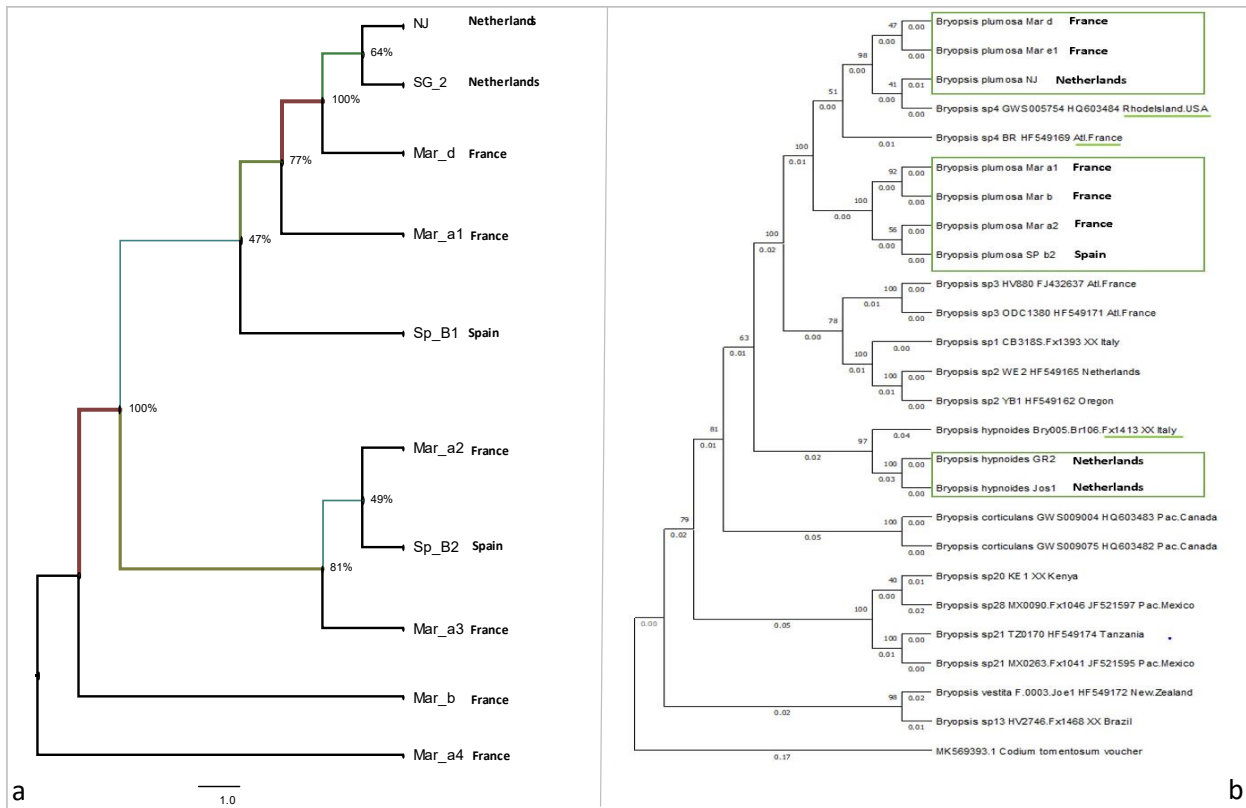 NJ Netherlands
64%
SG_2 Netherlands
100%
Mar_d France
77%
Mar_a1 France
47%
Sp_B1 Spain
100%
Mar_a2 France
49%
Sp_B2 Spain
81%
Mar_a3 France
Mar_b France
Mar_a4 France
1.0
a
47 0.00 Bryopsis plumosa Mar d France
98 0.00
0.00 Bryopsis plumosa Mar e1 France
0.00
41 0.01 Bryopsis plumosa NJ Netherlands
51 0.00
0.00 Bryopsis sp4 GWS005754 HQ603484 RhodeIsland.USA
0.00
0.01 Bryopsis sp4 BR HF549169 Atl.France
100
0.01
92 0.00 Bryopsis plumosa Mar a1 France
100 0.00
0.00 Bryopsis plumosa Mar b France
0.00
56 0.00 Bryopsis plumosa Mar a2 France
0.00
0.00 Bryopsis plumosa SP b2 Spain
100
0.02
100 0.00 Bryopsis sp3 HV880 FJ432637 Atl.France
0.01
0.00 Bryopsis sp3 ODC1380 HF549171 Atl.France
78
0.00
0.00 Bryopsis sp1 CB318S.Fx1393 XX Italy
100
0.01
100 0.00 Bryopsis sp2 WE2 HF549165 Netherlands
0.01
0.00 Bryopsis sp2 YB1 HF549162 Oregon
63
0.01
0.04 Bryopsis hypnoides Bry005.Br106.Fx1413 XX Italy
97
0.02
100 0.00 Bryopsis hypnoides GR2 Netherlands
0.03
0.00 Bryopsis hypnoides Jos1 Netherlands
81
0.01
100 0.00 Bryopsis corticulans GWS009004 HQ603483 Pac.Canada
0.05
0.00 Bryopsis corticulans GWS009075 HQ603482 Pac.Canada
79
0.02
40 0.01 Bryopsis sp20 KE1 XX Kenya
0.00
0.02 Bryopsis sp28 MX0090.Fx1046 JF521597 Pac.Mexico
100
0.05
100 0.00 Bryopsis sp21 TZ0170 HF549174 Tanzania
0.01
0.00 Bryopsis sp21 MX0263.Fx1041 JF521595 Pac.Mexico
0.00
98 0.02 Bryopsis vestita F.0003.Joe1 HF549172 New.Zealand
0.02
0.01 Bryopsis sp13 HV2746.Fx1468 XX Brazil
0.17 MK569393.1 Codium tomentosum voucher
b